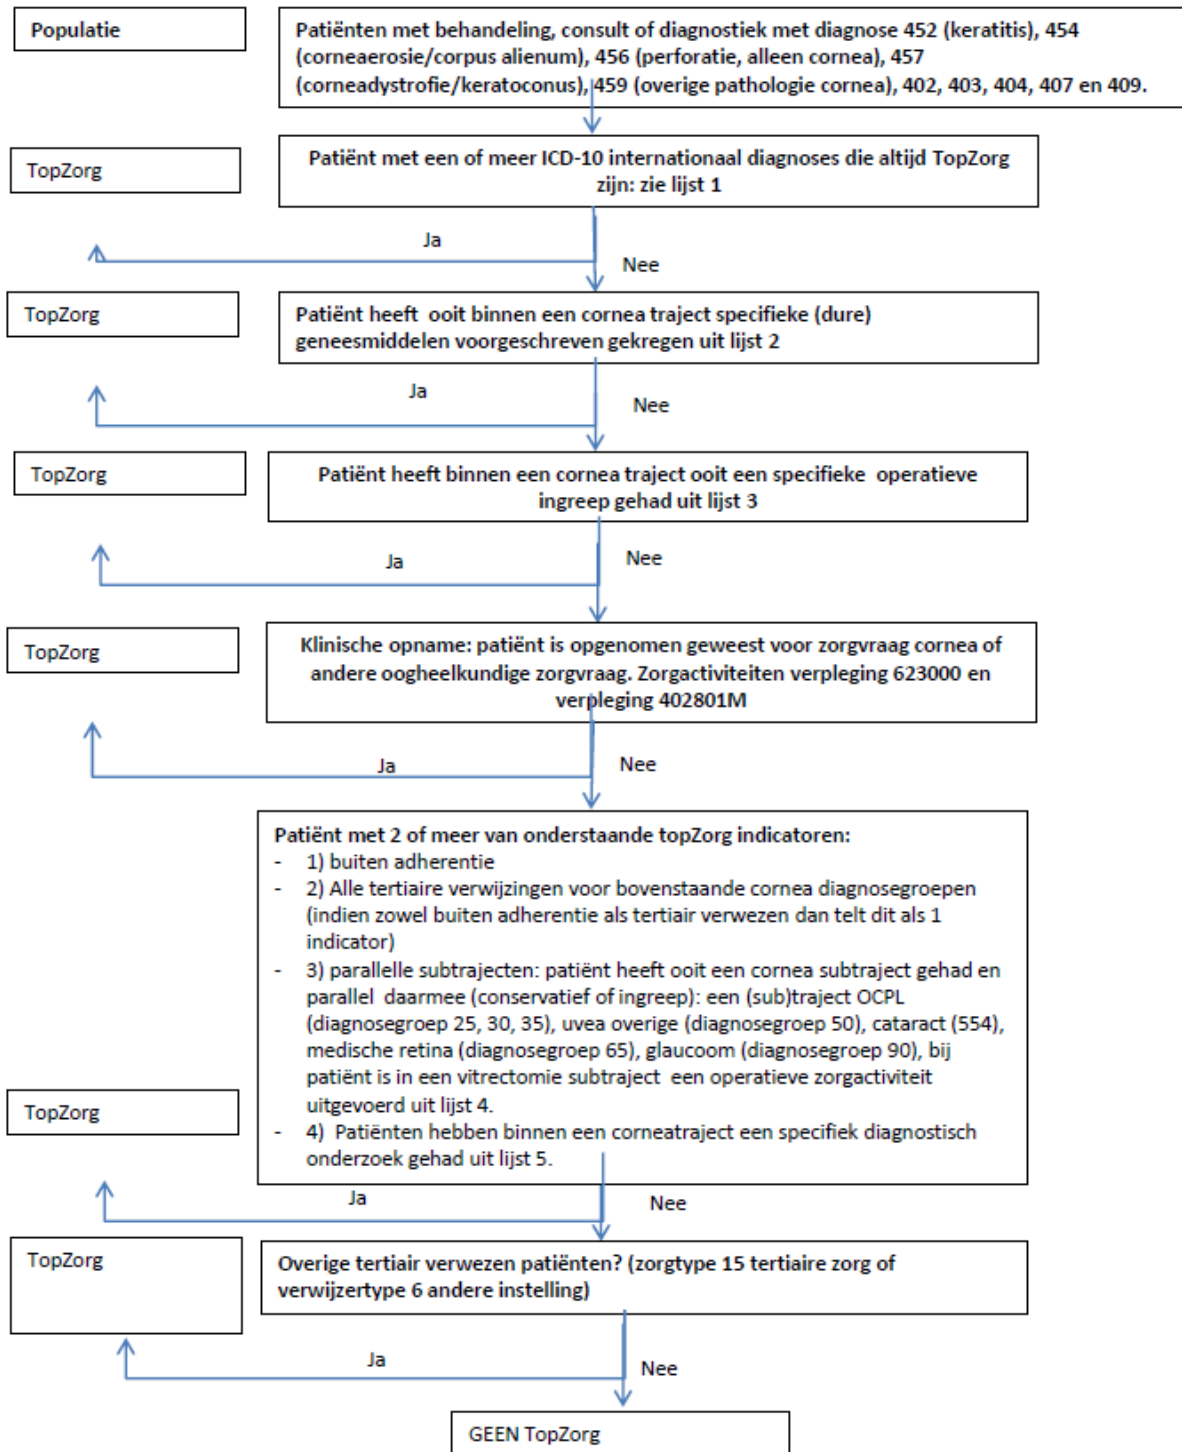 Populatie
Patiënten met behandeling, consult of diagnostiek met diagnose 452 (keratitis), 454
(corneaerosie/corpus alienum), 456 (perforatie, alleen cornea), 457
(corneadystrofie/keratoconus), 459 (overige pathologie cornea), 402, 403, 404, 407 en 409.
TopZorg
Patiënt met een of meer ICD-10 internationaal diagnoses die altijd TopZorg
zijn: zie lijst 1
Ja
Nee
TopZorg
Patiënt heeft ooit binnen een cornea traject specifieke (dure)
geneesmiddelen voorgeschreven gekregen uit lijst 2
Ja
Nee
TopZorg
Patiënt heeft binnen een cornea traject ooit een specifieke operatieve
ingreep gehad uit lijst 3
Ja
Nee
TopZorg
Klinische opname: patiënt is opgenomen geweest voor zorgvraag cornea of
andere oogheelkundige zorgvraag. Zorgactiviteiten verpleging 623000 en
verpleging 402801M
Ja
Nee
Patiënt met 2 of meer van onderstaande topZorg indicatoren:
- 1) buiten adherentie
- 2) Alle tertiaire verwijzingen voor bovenstaande cornea diagnosegroepen
(indien zowel buiten adherentie als tertiair verwezen dan telt dit als 1
indicator)
- 3) parallelle subtrajecten: patiënt heeft ooit een cornea subtraject gehad en
parallel daarmee (conservatief of ingreep): een (sub)traject OCPL
(diagnosegroep 25, 30, 35), uvea overige (diagnosegroep 50), cataract (554),
medische retina (diagnosegroep 65), glaucoom (diagnosegroep 90), bij
patiënt is in een vitrectomie subtraject een operatieve zorgactiviteit
uitgevoerd uit lijst 4.
TopZorg
- 4) Patiënten hebben binnen een corneatraject een specifiek diagnostisch
onderzoek gehad uit lijst 5.
Ja
Nee
TopZorg
Overige tertiair verwezen patiënten? (zorgtype 15 tertiaire zorg of
verwijzertype 6 andere instelling)
Ja
Nee
GEEN TopZorg